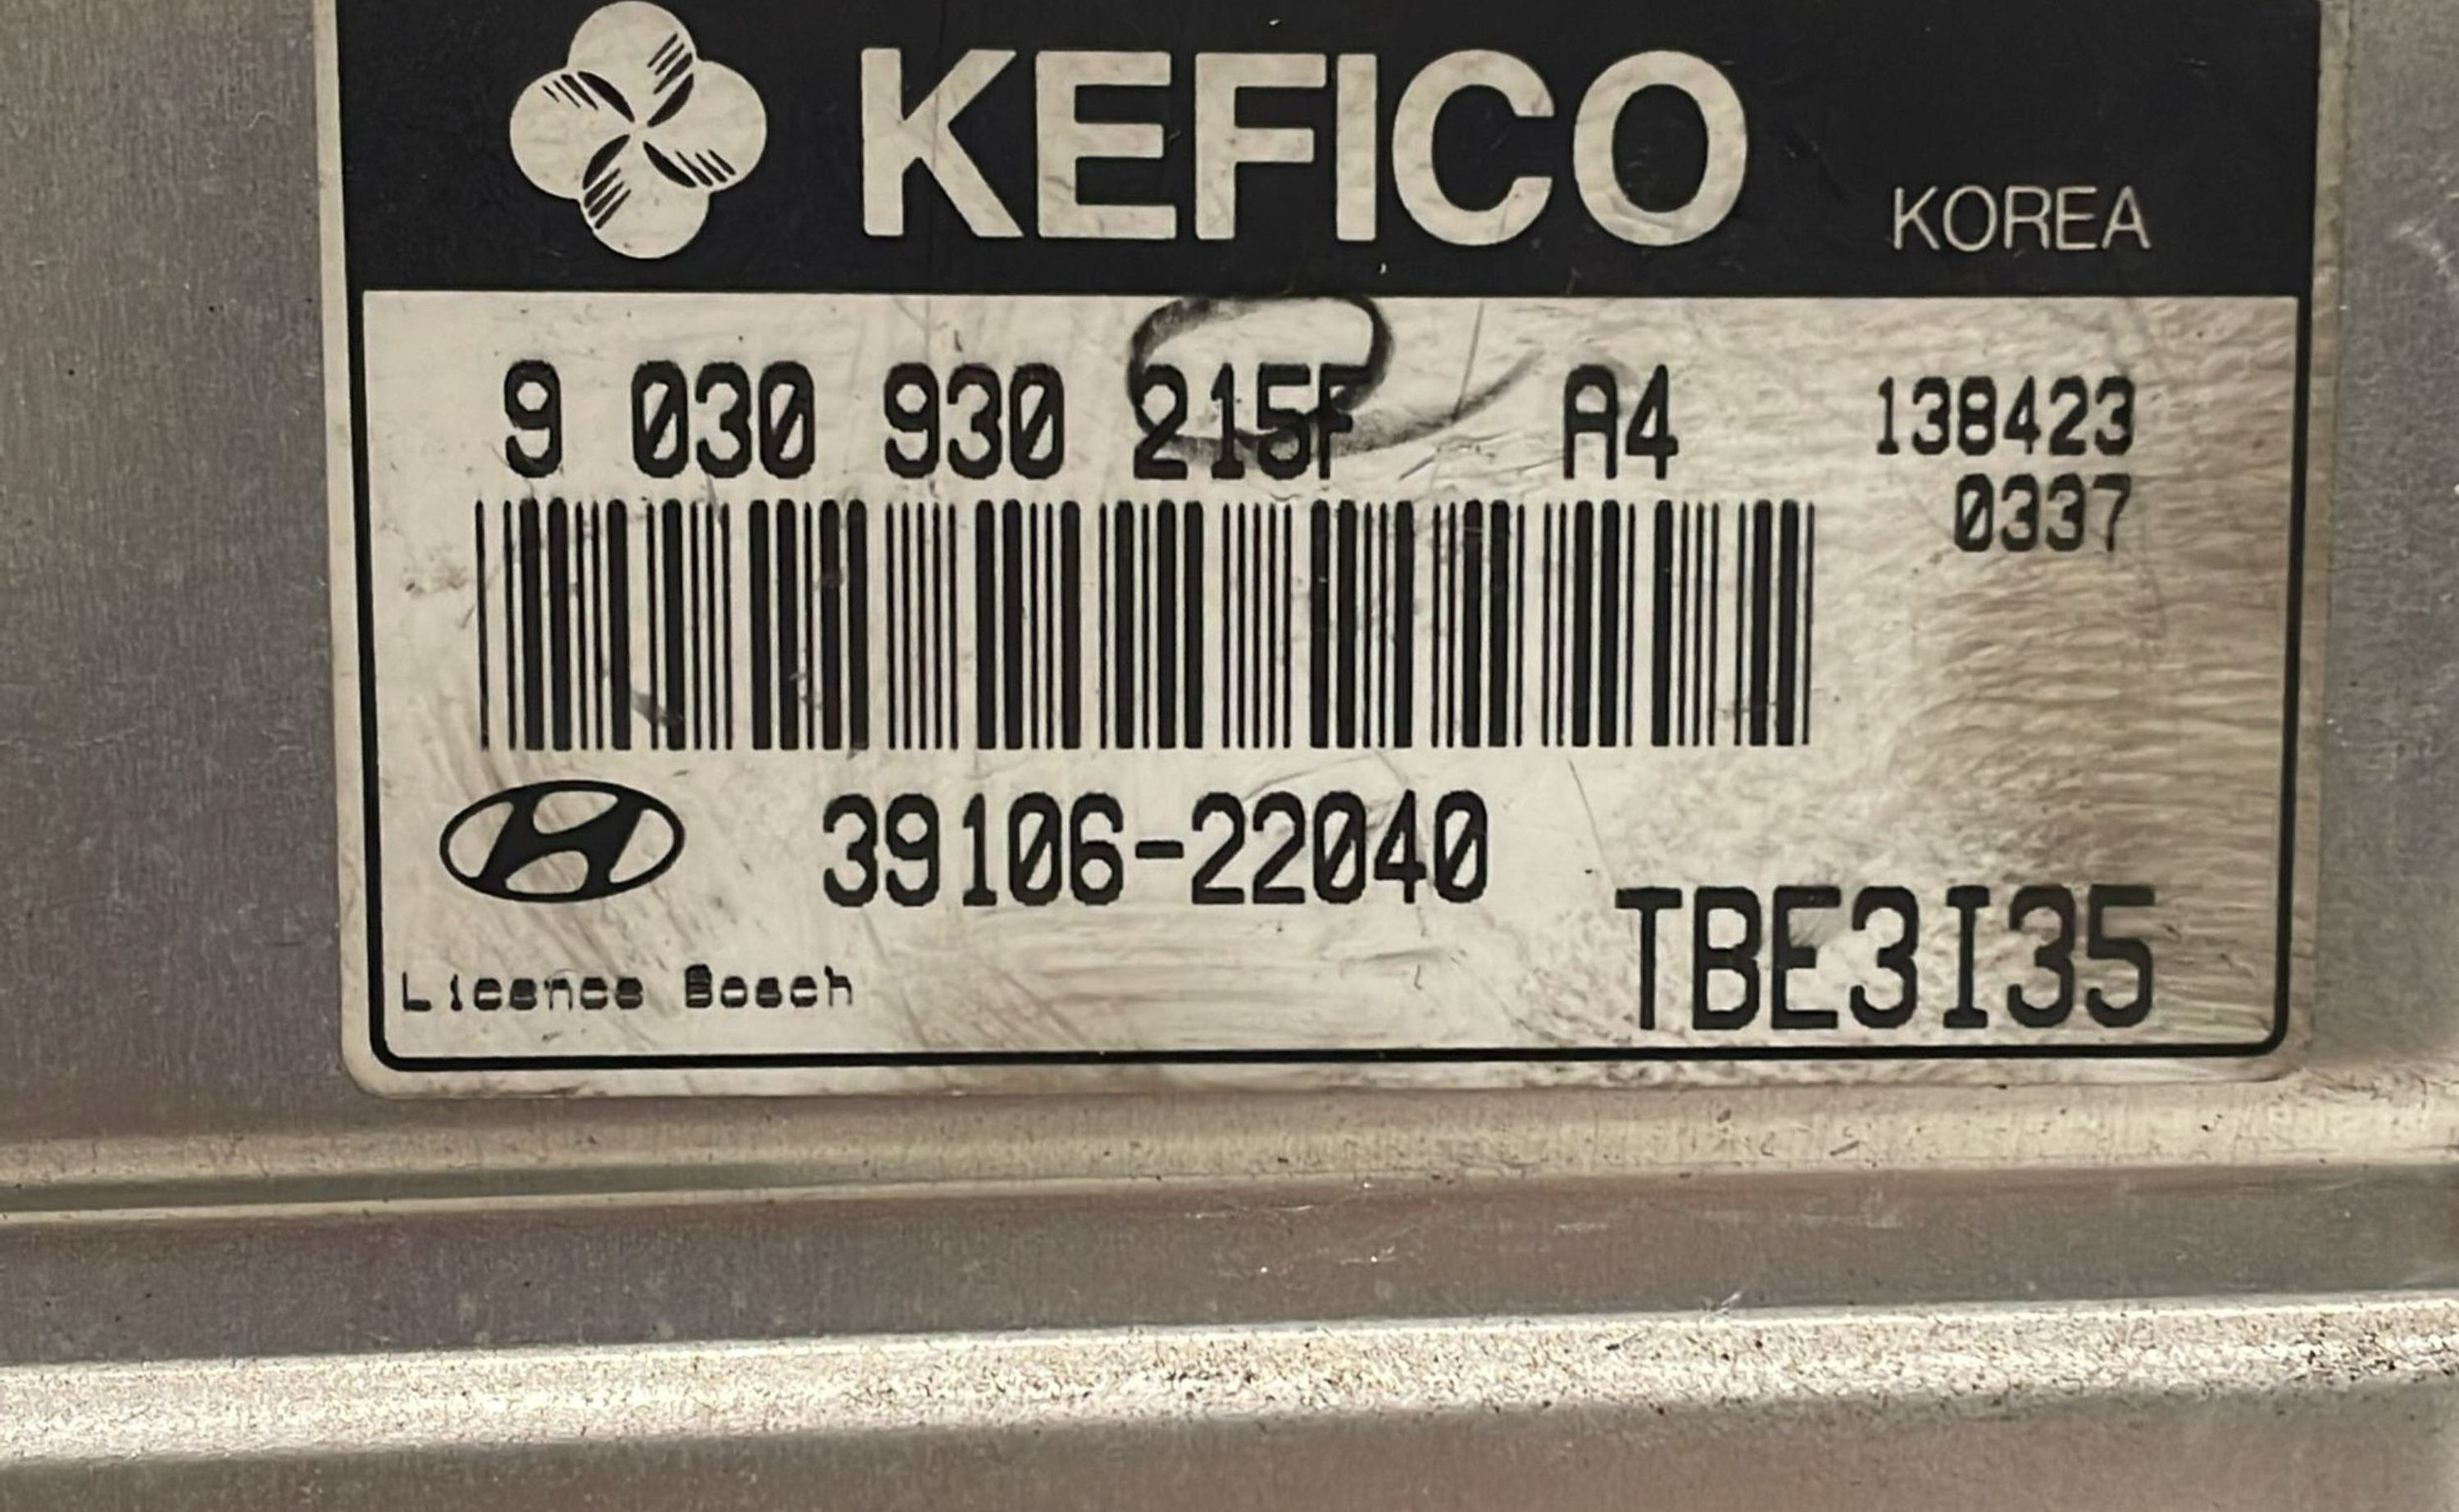 KEFICO KOREA
9 030 930 215F A4 138423
0337
39106-22040
TBE3I35
Licence Bosch